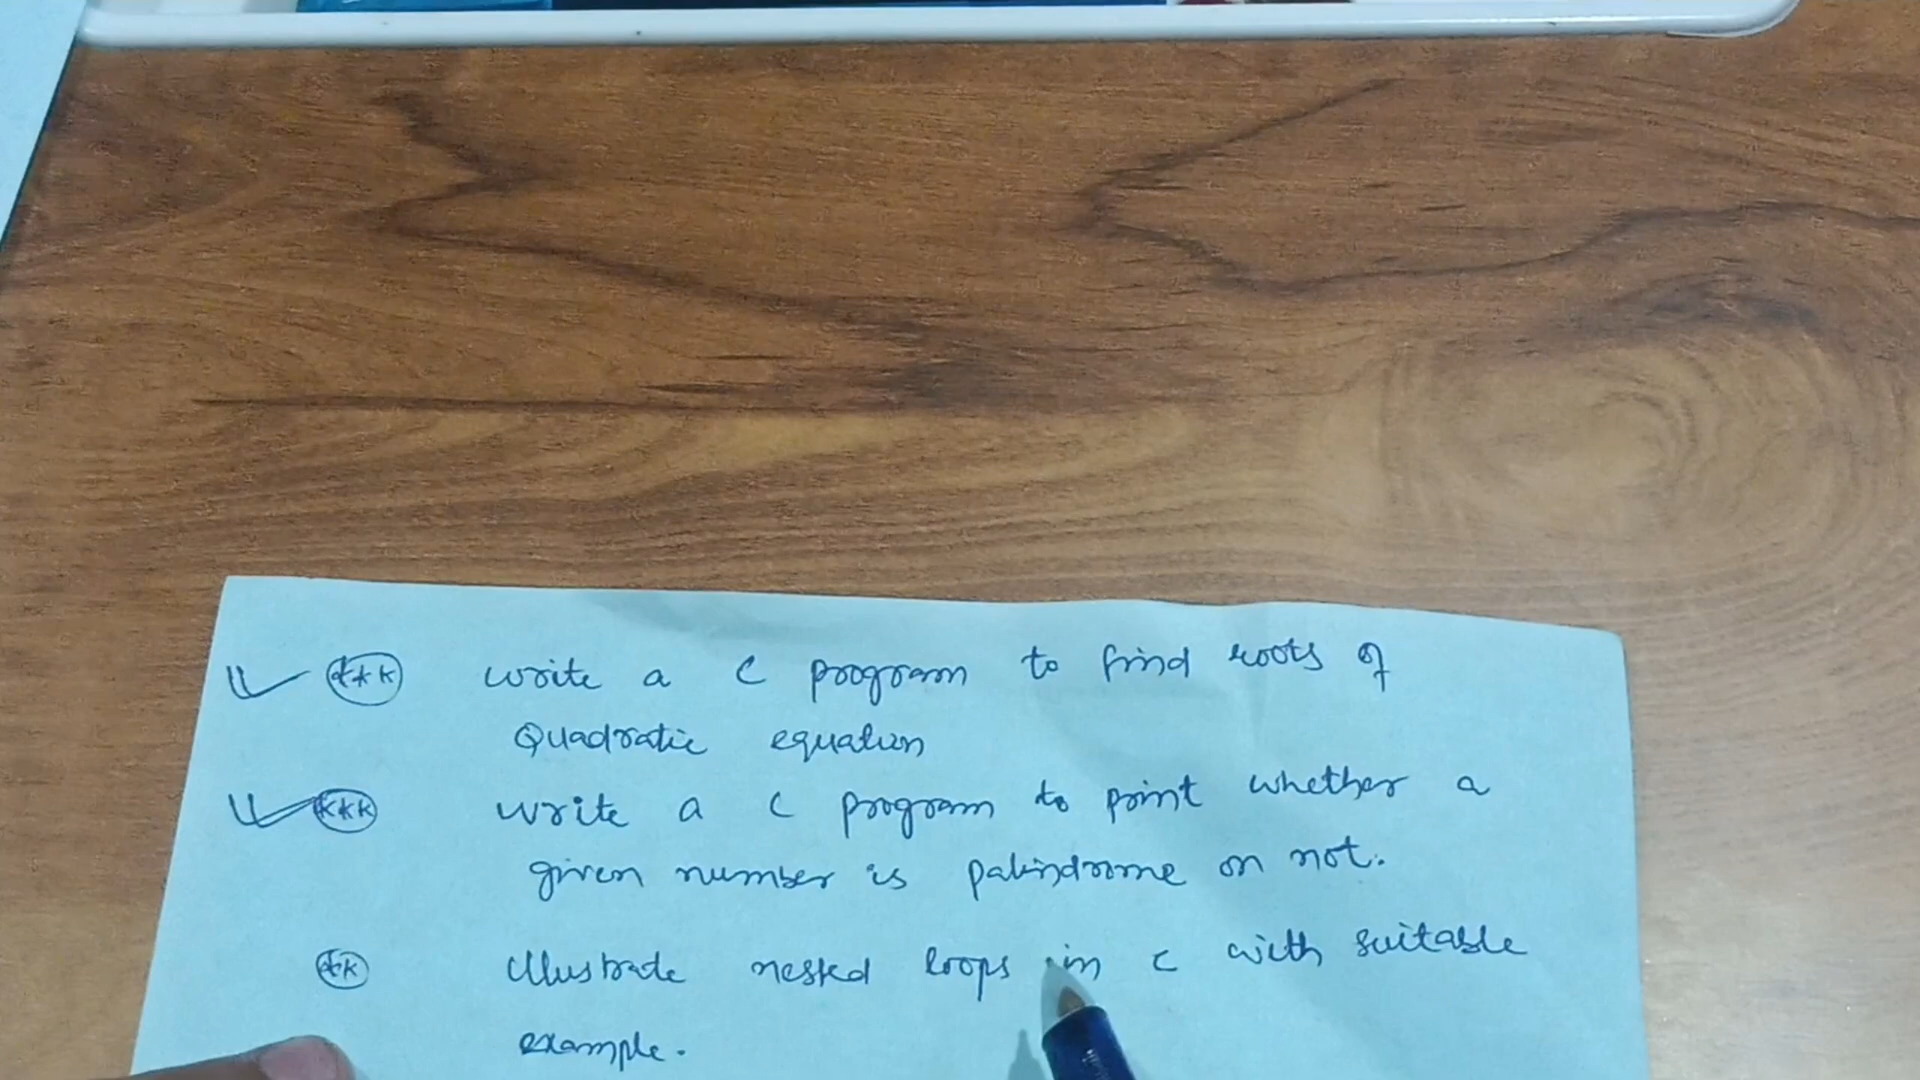 *** write a C program to find roots of
Quadratic equation
*** write a C program to print whether a
given number is palindrome or not.
** Illustrate nested loops in C with suitable
example.